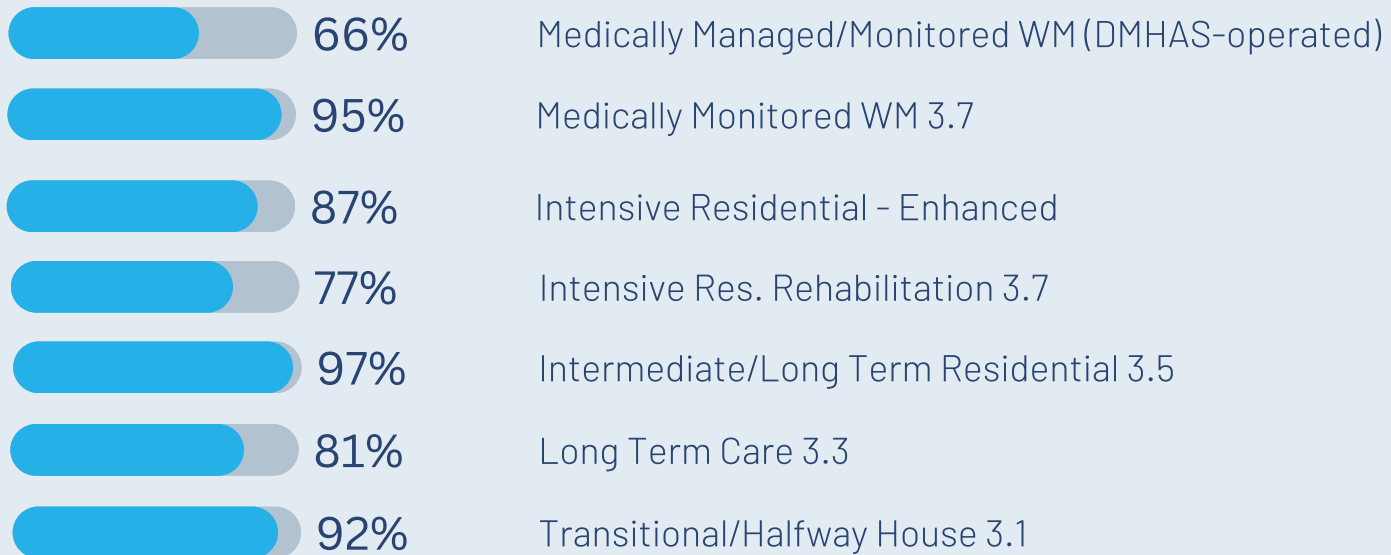 66% Medically Managed/Monitored WM (DMHAS-operated)
95% Medically Monitored WM 3.7
87% Intensive Residential - Enhanced
77% Intensive Res. Rehabilitation 3.7
97% Intermediate/Long Term Residential 3.5
81% Long Term Care 3.3
92% Transitional/Halfway House 3.1